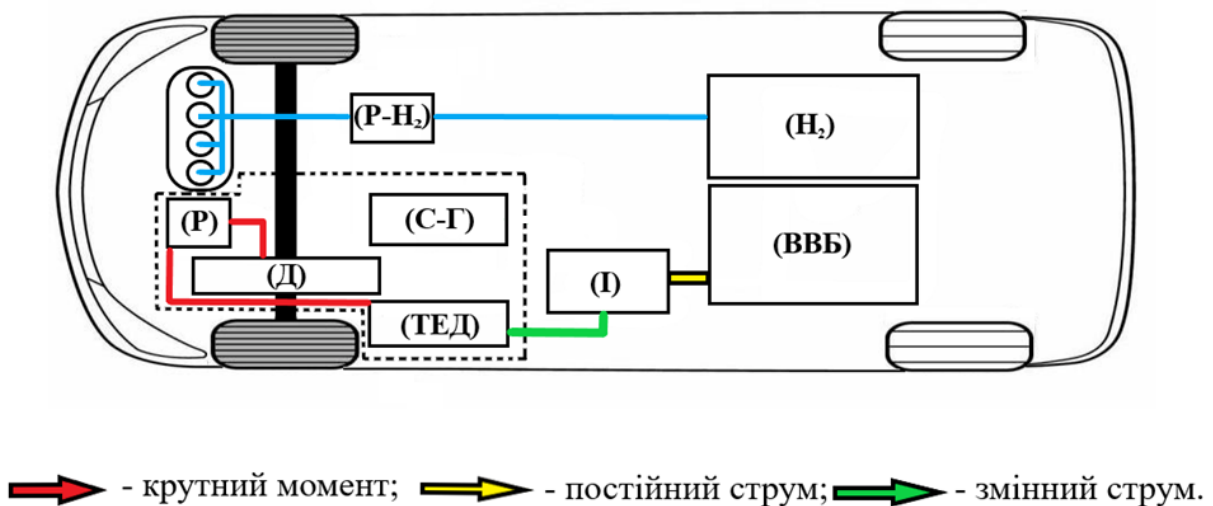 (Р-Н₂)
(Н₂)
(Р)
(С-Г)
(ВВБ)
(Д)
(І)
(ТЕД)
- крутний момент; - постійний струм; - змінний струм.